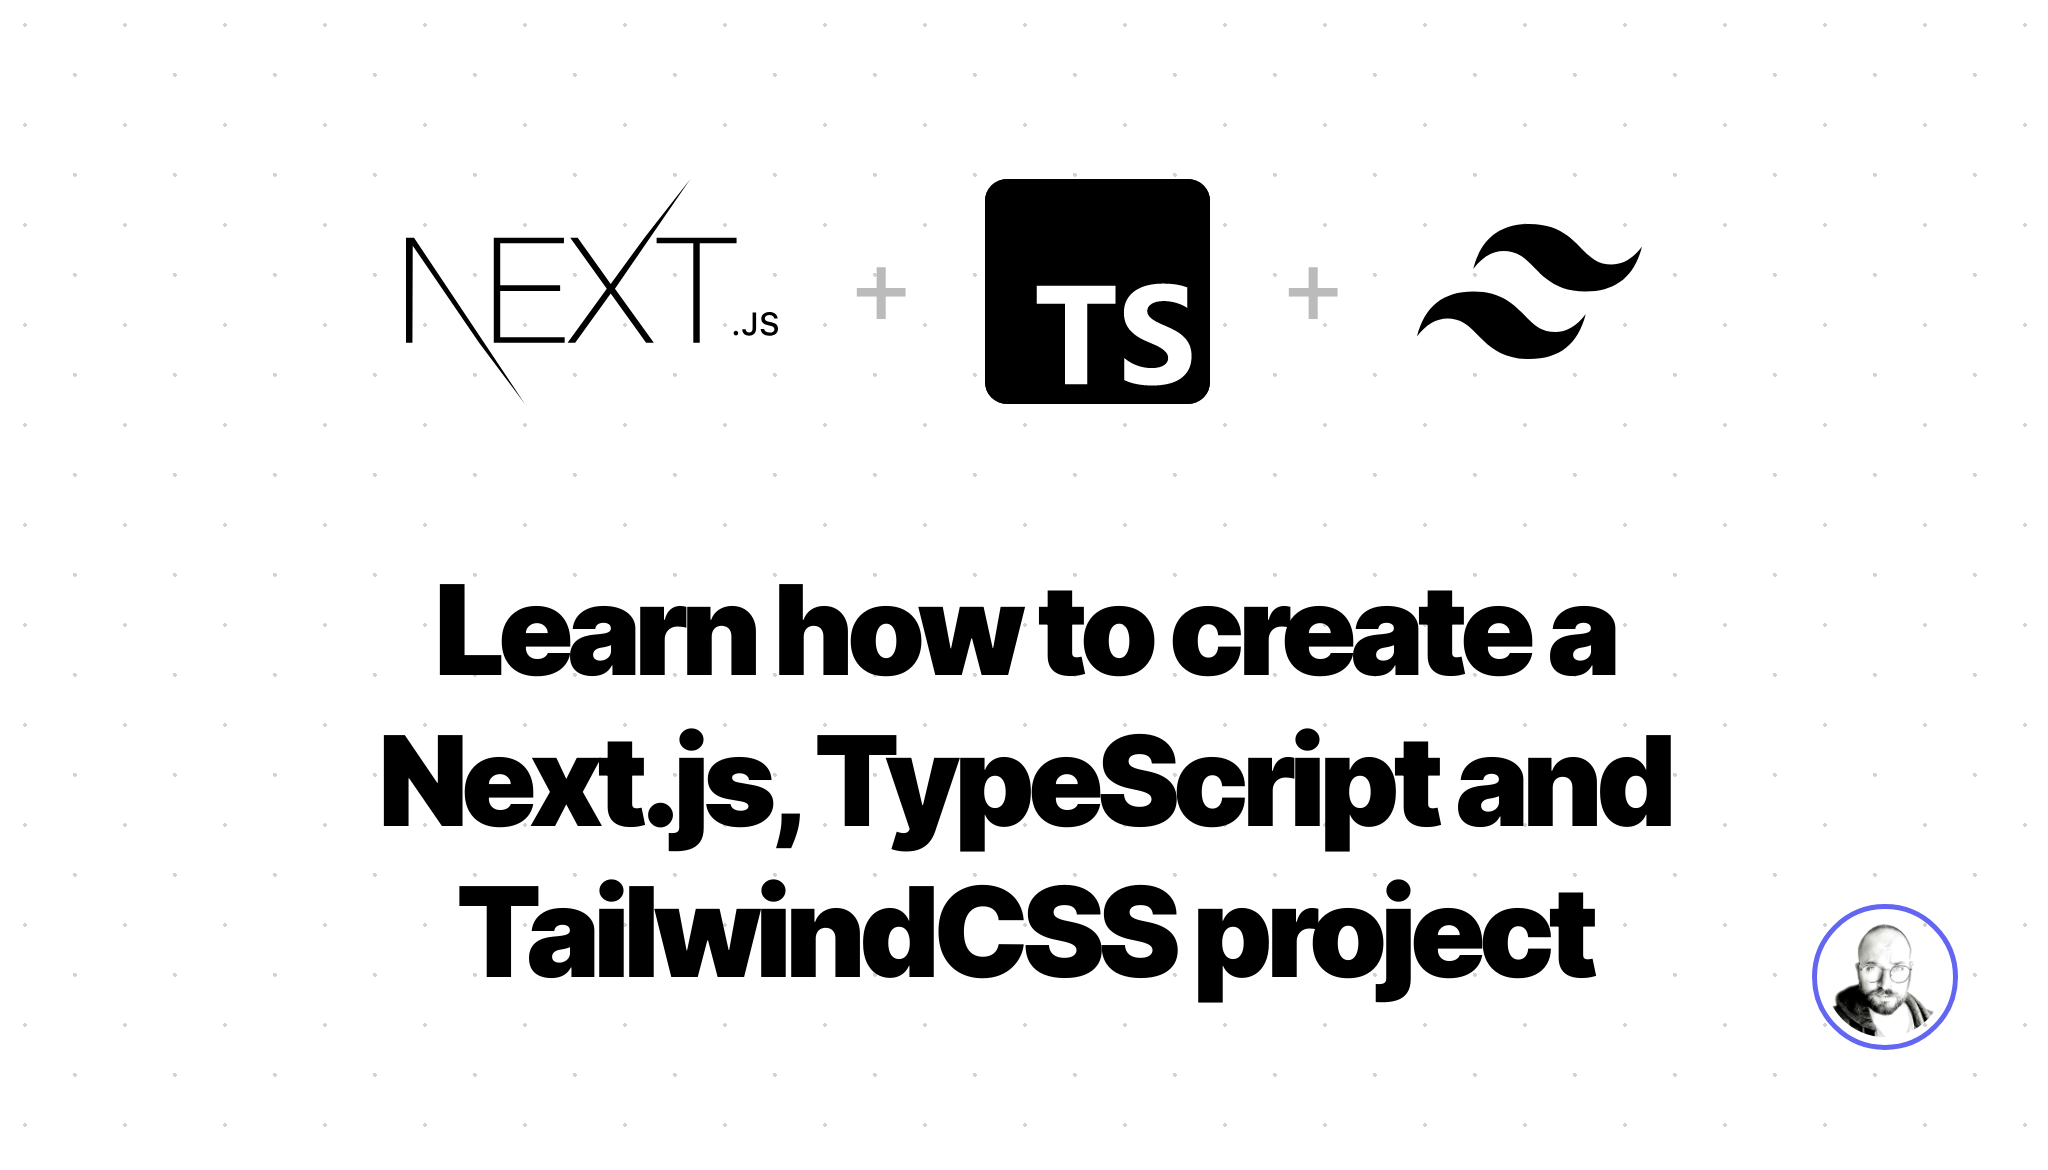 NEXT.JS + TS +
Learn how to create a
Next.js, TypeScript and
TailwindCSS project